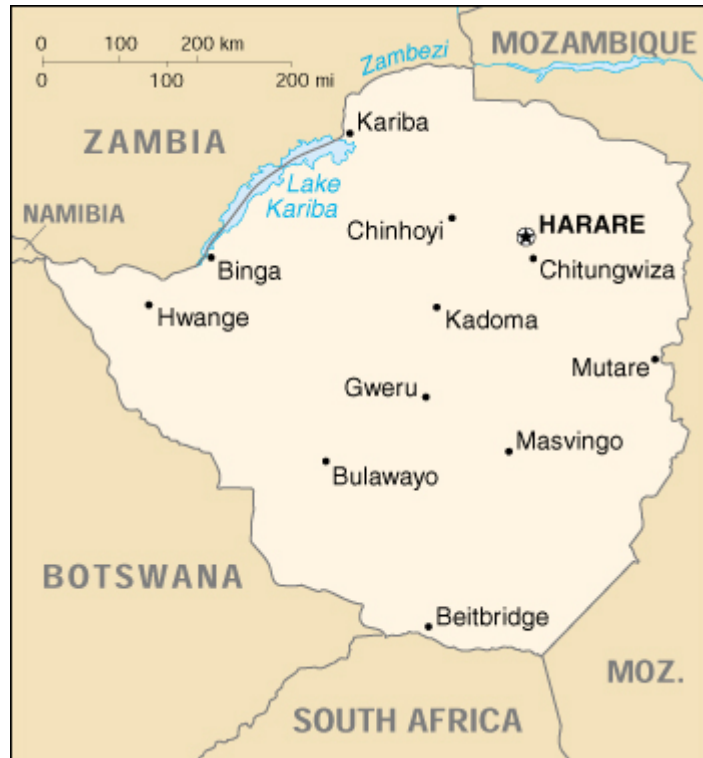 0 100 200 km
0 100 200 mi
Zambezi
MOZAMBIQUE
ZAMBIA
Kariba
Lake
Kariba
NAMIBIA
Chinhoyi
HARARE
Chitungwiza
Binga
Hwange
Kadoma
Mutare
Gweru
Masvingo
Bulawayo
BOTSWANA
Beitbridge
MOZ.
SOUTH AFRICA